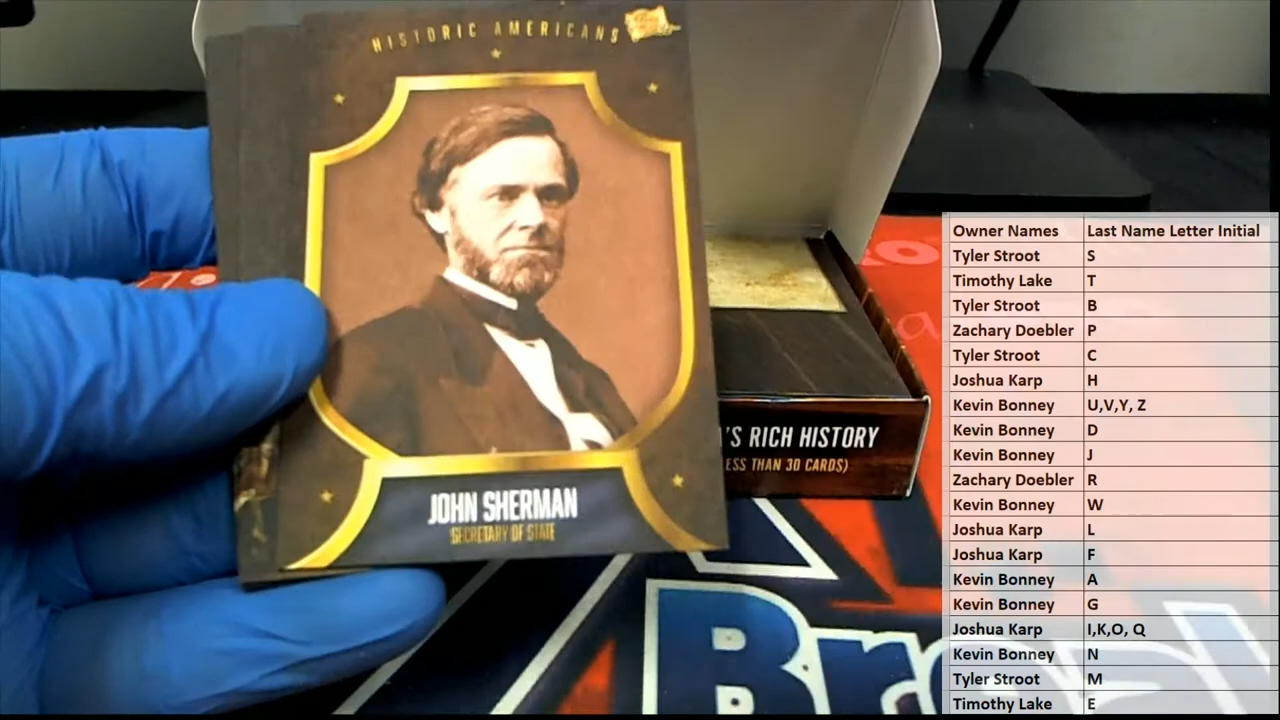 HISTORIC AMERICANS
JOHN SHERMAN
SECRETARY OF STATE
'S RICH HISTORY
ESS THAN 30 CARDS)
Br
Owner Names Last Name Letter Initial
Tyler Stroot S
Timothy Lake T
Tyler Stroot B
Zachary Doebler P
Tyler Stroot C
Joshua Karp H
Kevin Bonney U,V,Y, Z
Kevin Bonney D
Kevin Bonney J
Zachary Doebler R
Kevin Bonney W
Joshua Karp L
Joshua Karp F
Kevin Bonney A
Kevin Bonney G
Joshua Karp I,K,O, Q
Kevin Bonney N
Tyler Stroot M
Timothy Lake E